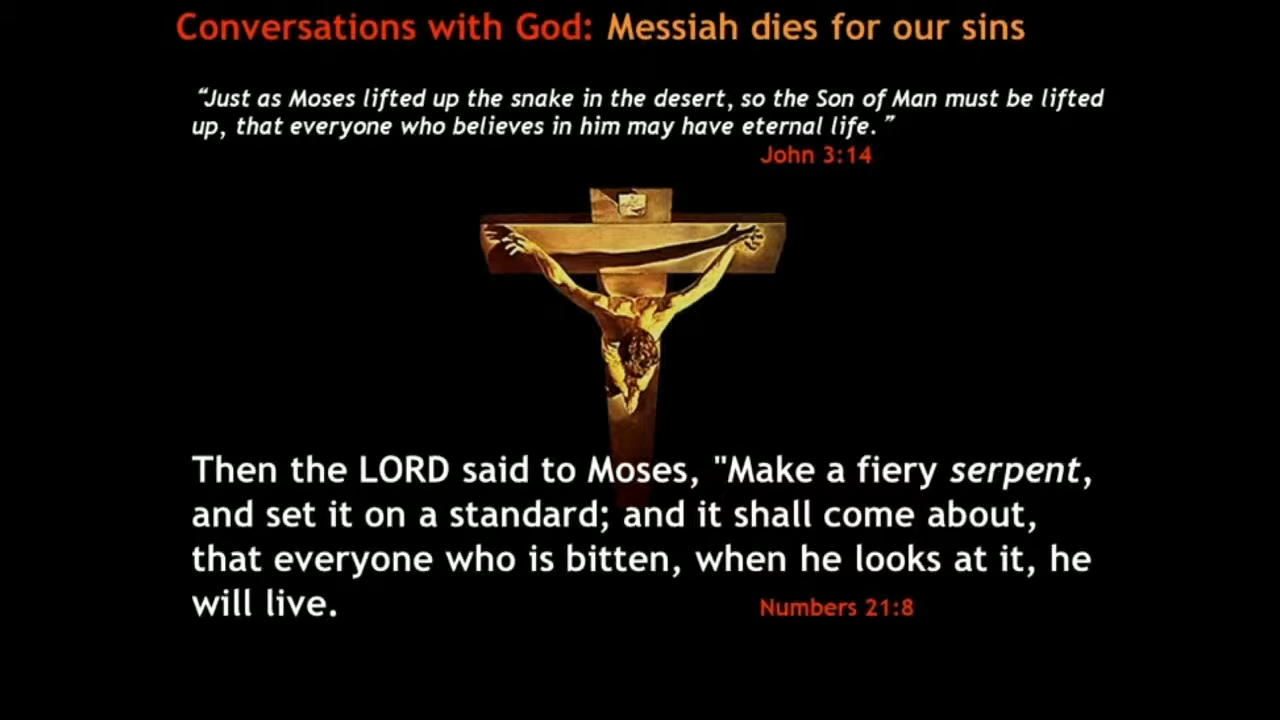 Conversations with God: Messiah dies for our sins
“Just as Moses lifted up the snake in the desert, so the Son of Man must be lifted
up, that everyone who believes in him may have eternal life.”
John 3:14
Then the LORD said to Moses, "Make a fiery serpent,
and set it on a standard; and it shall come about,
that everyone who is bitten, when he looks at it, he
will live.
Numbers 21:8